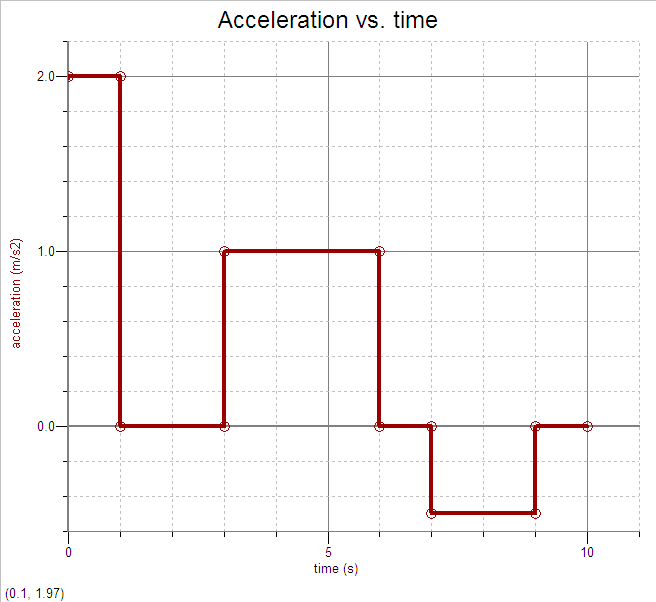 Acceleration vs. time
2.0
1.0
0.0
acceleration (m/s2)
0 5 10
time (s)
(0.1, 1.97)